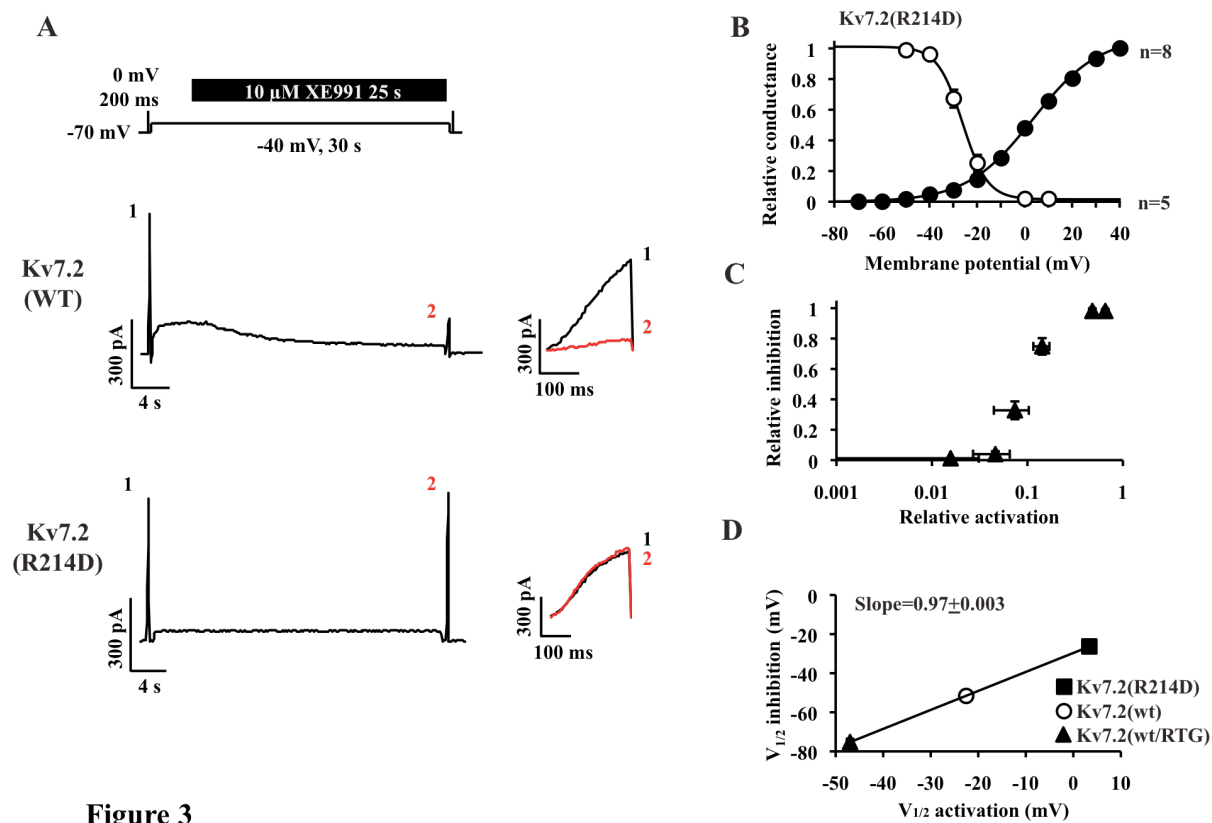 A
0 mV
200 ms
-70 mV
10 µM XE991 25 s
-40 mV, 30 s
Kv7.2
(WT)
1
2
300 pA
4 s
1
2
300 pA
100 ms
Kv7.2
(R214D)
1
2
300 pA
4 s
1
2
300 pA
100 ms
B
Kv7.2(R214D)
Relative conductance
1
0.8
0.6
0.4
0.2
0
n=8
n=5
-80 -60 -40 -20 0 20 40
Membrane potential (mV)
C
Relative inhibition
1
0.8
0.6
0.4
0.2
0
0.001 0.01 0.1 1
Relative activation
D
V1/2 inhibition (mV)
0
-20
-40
-60
-80
Slope=0.97±0.003
Kv7.2(R214D)
Kv7.2(wt)
Kv7.2(wt/RTG)
-50 -40 -30 -20 -10 0 10
V1/2 activation (mV)
Figure 3